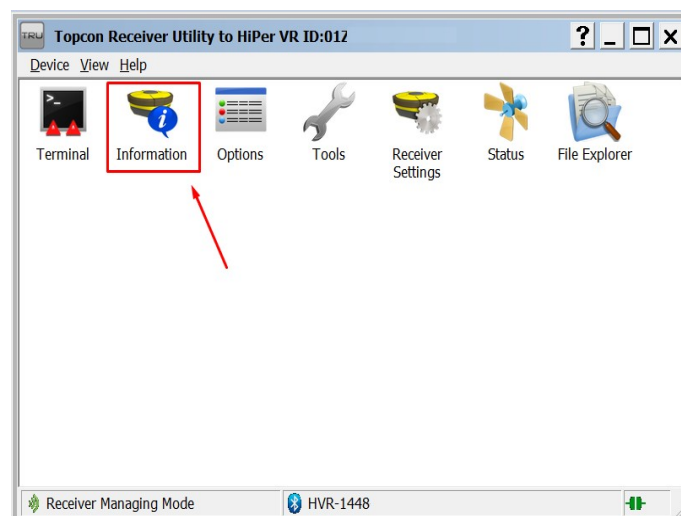 TRU Topcon Receiver Utility to HiPer VR ID:01Z
Device View Help
>_
Terminal Information Options Tools Receiver Settings Status File Explorer
Receiver Managing Mode HVR-1448